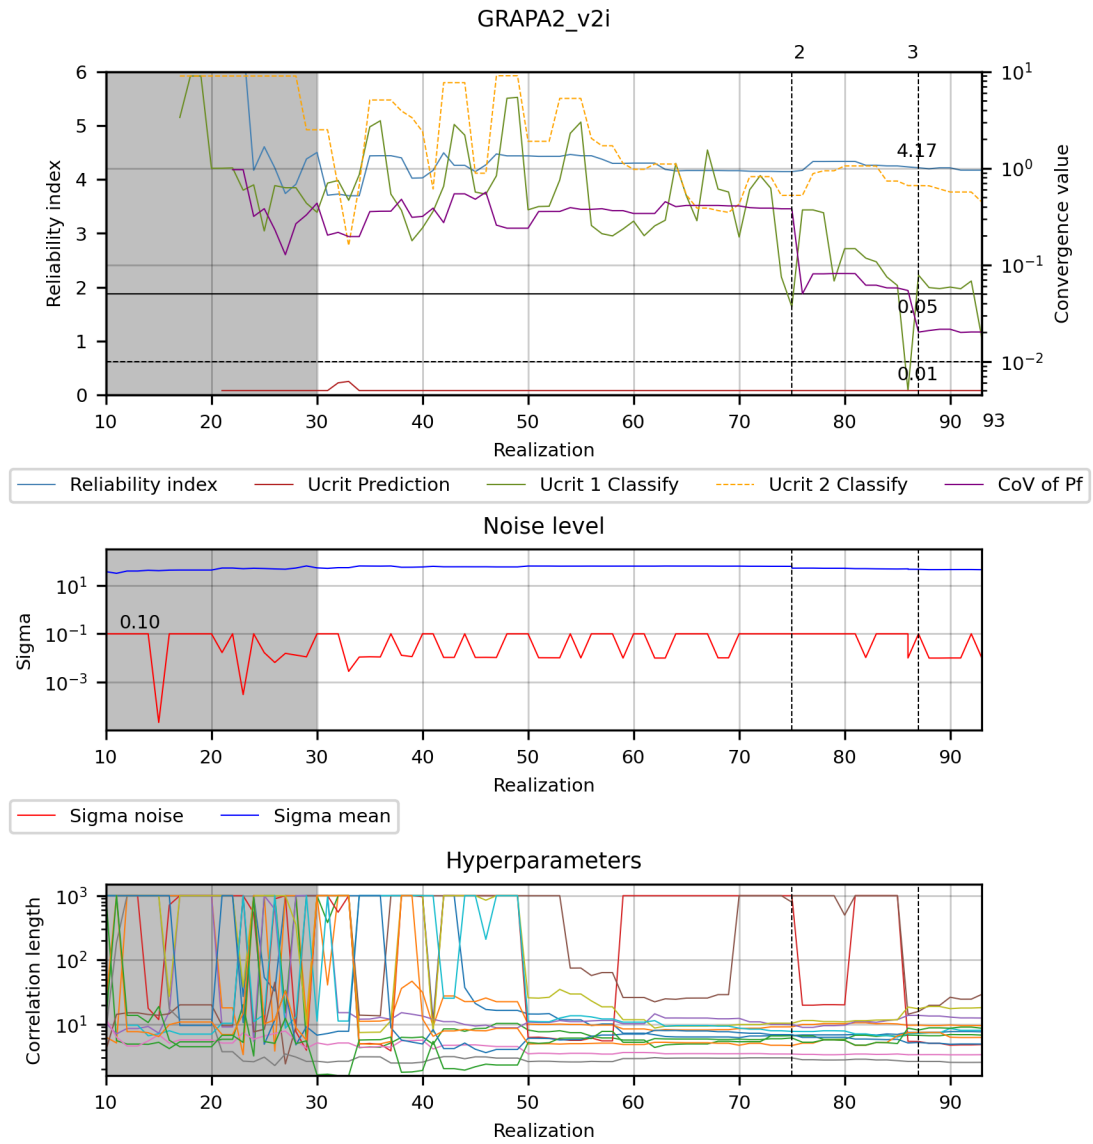 GRAPA2_v2i
2 3
6 10^1
5
4.17
4 10^0
Reliability index
Convergence value
3
10^-1
2
0.05
1
10^-2
0.01
0
10 20 30 40 50 60 70 80 90 93
Realization
Reliability index Ucrit Prediction Ucrit 1 Classify Ucrit 2 Classify CoV of Pf
Noise level
10^1
0.10
10^-1
Sigma
10^-3
10 20 30 40 50 60 70 80 90
Realization
Sigma noise Sigma mean
Hyperparameters
10^3
10^2
Correlation length
10^1
10 20 30 40 50 60 70 80 90
Realization